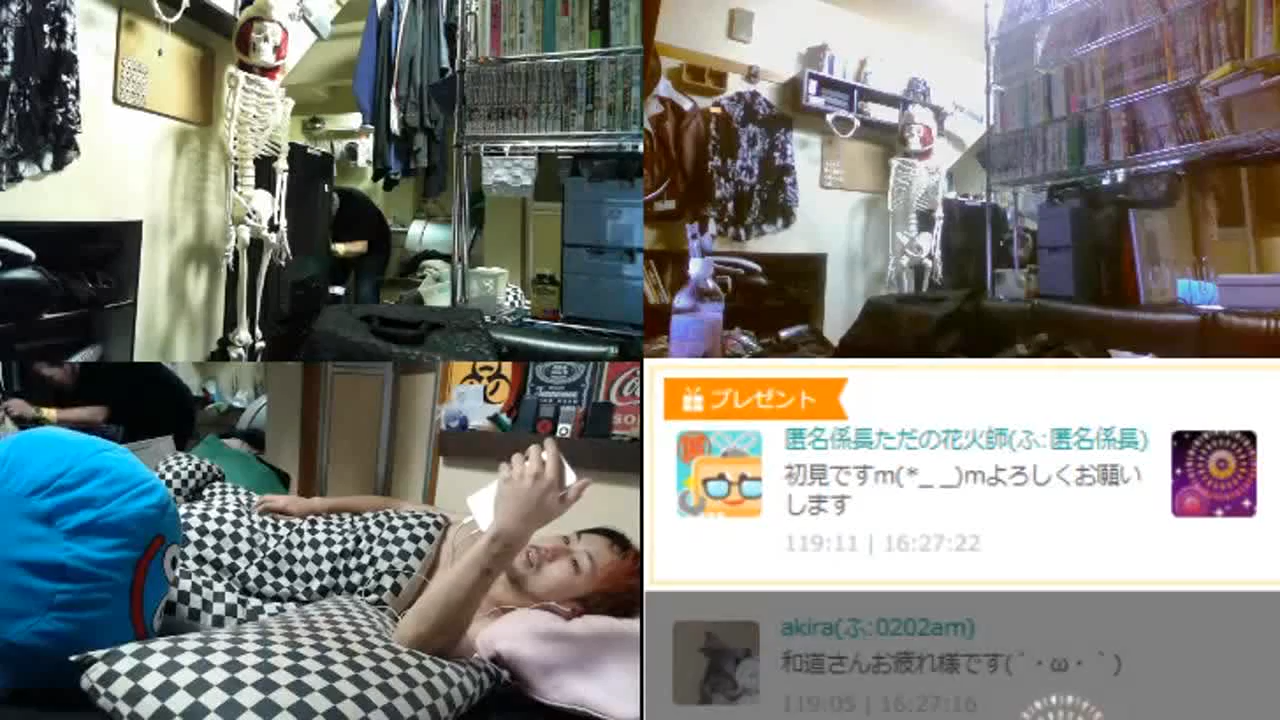 プレゼント
匿名係長ただの花火師(ふ:匿名係長)
初見ですm(*_ _)mよろしくお願い
します
119:11 | 16:27:22
akira(ふ:0202am)
和道さんお疲れ様です(´・ω・｀)
119:05 | 16:27:16
Tennessee
Coca